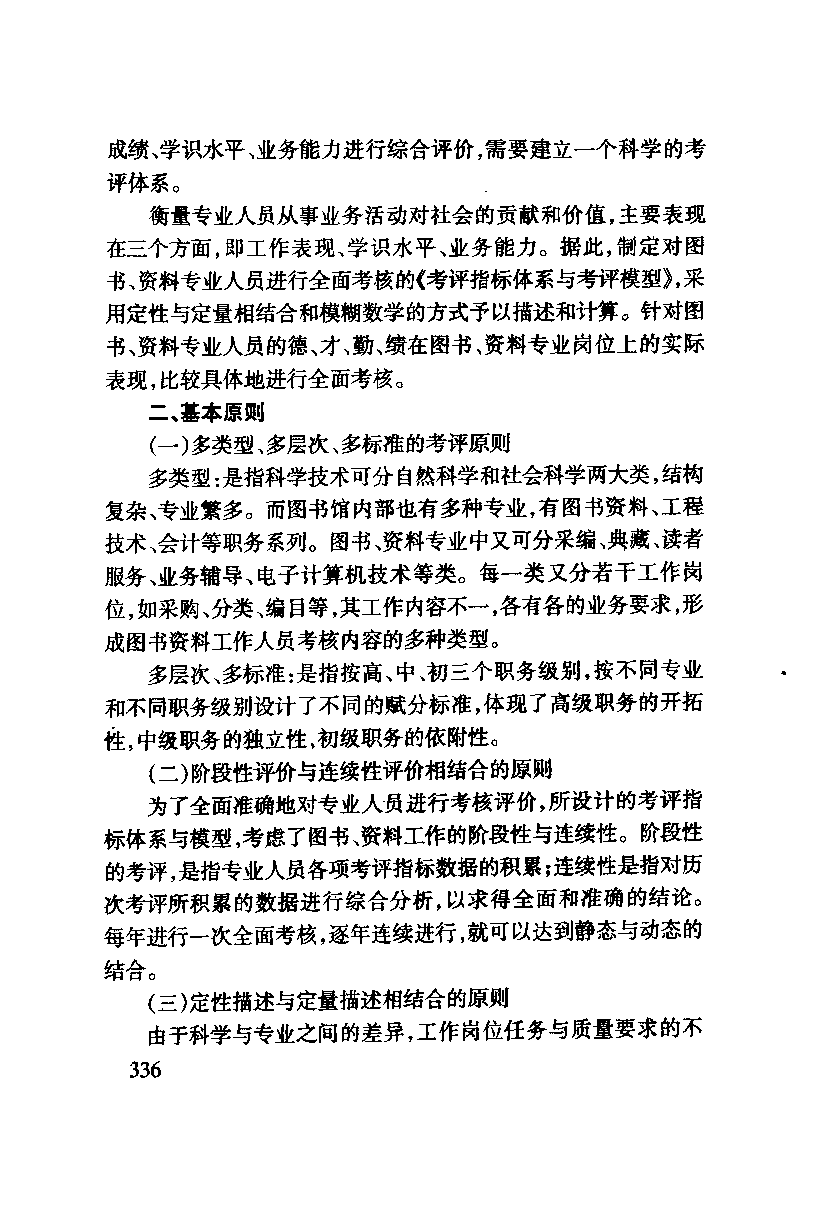 成绩、学识水平、业务能力进行综合评价,需要建立一个科学的考
评体系。
衡量专业人员从事业务活动对社会的贡献和价值,主要表现
在三个方面,即工作表现、学识水平、业务能力。据此,制定对图
书、资料专业人员进行全面考核的《考评指标体系与考评模型》,采
用定性与定量相结合和模糊数学的方式予以描述和计算。针对图
书、资料专业人员的德、才、勤、绩在图书、资料专业岗位上的实际
表现,比较具体地进行全面考核。
二、基本原则
(一)多类型、多层次、多标准的考评原则
多类型:是指科学技术可分自然科学和社会科学两大类,结构
复杂、专业繁多。而图书馆内部也有多种专业,有图书资料、工程
技术、会计等职务系列。图书、资料专业中又可分采编、典藏、读者
服务、业务辅导、电子计算机技术等类。每一类又分若干工作岗
位,如采购、分类、编目等,其工作内容不一,各有各的业务要求,形
成图书资料工作人员考核内容的多种类型。
多层次、多标准:是指按高、中、初三个职务级别,按不同专业
和不同职务级别设计了不同的赋分标准,体现了高级职务的开拓
性,中级职务的独立性、初级职务的依附性。
(二)阶段性评价与连续性评价相结合的原则
为了全面准确地对专业人员进行考核评价,所设计的考评指
标体系与模型,考虑了图书、资料工作的阶段性与连续性。阶段性
的考评,是指专业人员各项考评指标数据的积累;连续性是指对历
次考评所积累的数据进行综合分析,以求得全面和准确的结论。
每年进行一次全面考核,逐年连续进行,就可以达到静态与动态的
结合。
(三)定性描述与定量描述相结合的原则
由于科学与专业之间的差异,工作岗位任务与质量要求的不
336